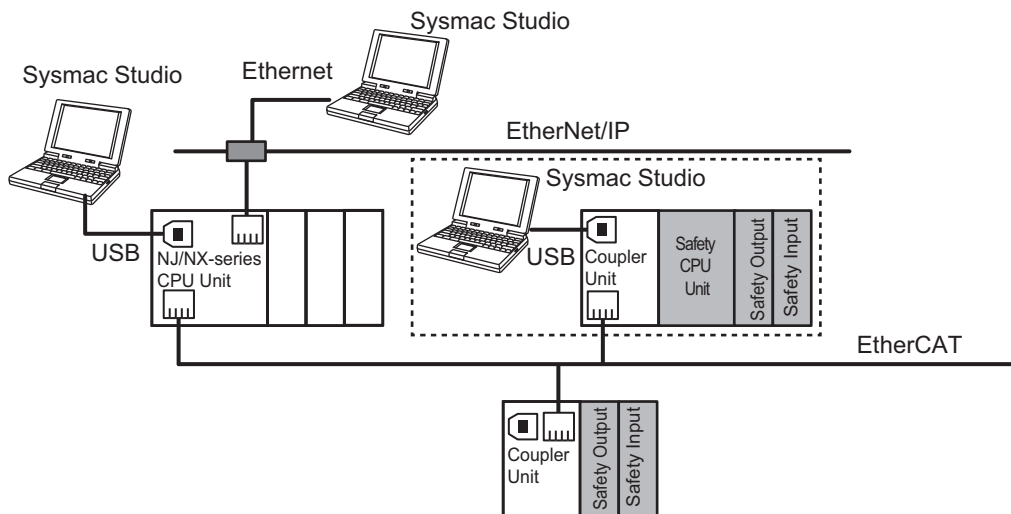 Sysmac Studio
Sysmac Studio
Ethernet
EtherNet/IP
Sysmac Studio
USB
NJ/NX-series
CPU Unit
USB
Coupler
Unit
Safety
CPU
Unit
Safety Output
Safety Input
EtherCAT
Coupler
Unit
Safety Output
Safety Input